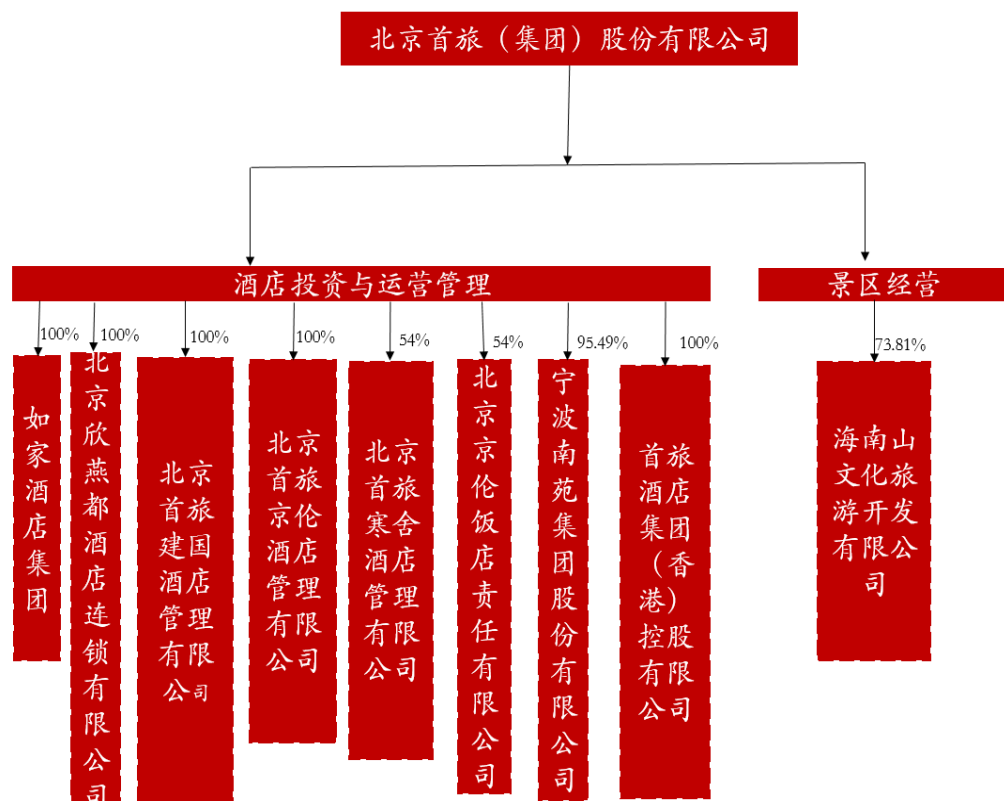 北京首旅（集团）股份有限公司
酒店投资与运营管理
景区经营
100%
100%
100%
100%
54%
54%
95.49%
100%
73.81%
如
家
酒
店
集
团
北
京
欣
燕
都
酒
店
连
锁
有
限
公
司
北京
首旅
建国
酒店
管理
有限
公司
北京
首旅
京伦
酒店
管理
有限
公司
北京
首旅
寒舍
酒店
管理
有限
公司
北
京
京
伦
饭
店
责
任
有
限
公
司
宁
波
南
苑
集
团
股
份
有
限
公
司
首旅
酒店
集团
（香
港）
控股
有限
公司
海南山
文化旅
游开发
有限公
司